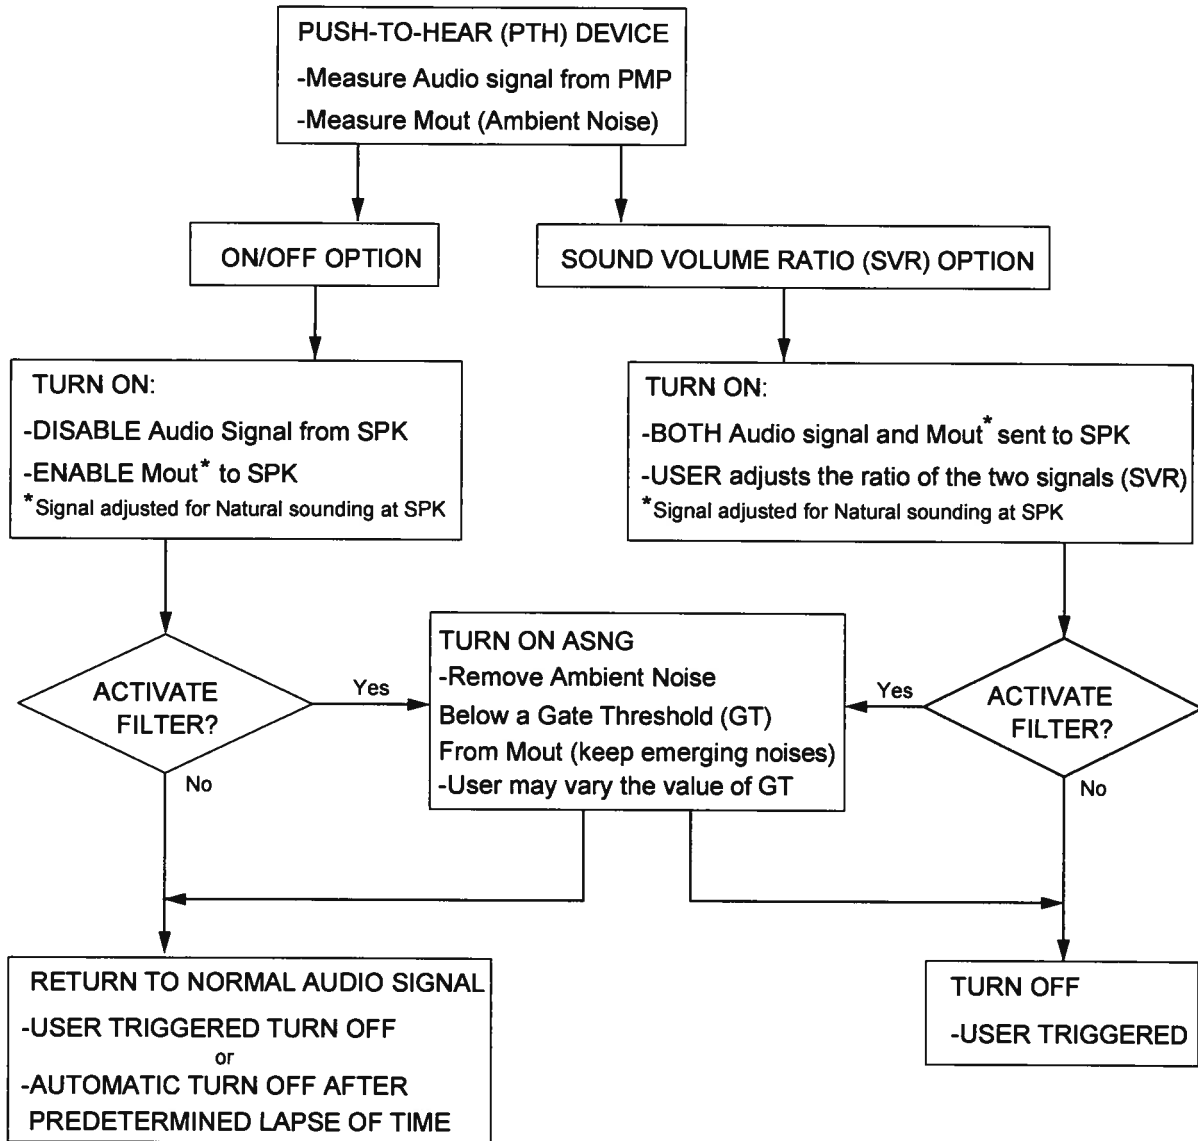 PUSH-TO-HEAR (PTH) DEVICE
-Measure Audio signal from PMP
-Measure Mout (Ambient Noise)
ON/OFF OPTION
SOUND VOLUME RATIO (SVR) OPTION
TURN ON:
-DISABLE Audio Signal from SPK
-ENABLE Mout* to SPK
*Signal adjusted for Natural sounding at SPK
TURN ON:
-BOTH Audio signal and Mout* sent to SPK
-USER adjusts the ratio of the two signals (SVR)
*Signal adjusted for Natural sounding at SPK
ACTIVATE
FILTER?
Yes
No
TURN ON ASNG
-Remove Ambient Noise
Below a Gate Threshold (GT)
From Mout (keep emerging noises)
-User may vary the value of GT
Yes
ACTIVATE
FILTER?
No
RETURN TO NORMAL AUDIO SIGNAL
-USER TRIGGERED TURN OFF
or
-AUTOMATIC TURN OFF AFTER
PREDETERMINED LAPSE OF TIME
TURN OFF
-USER TRIGGERED